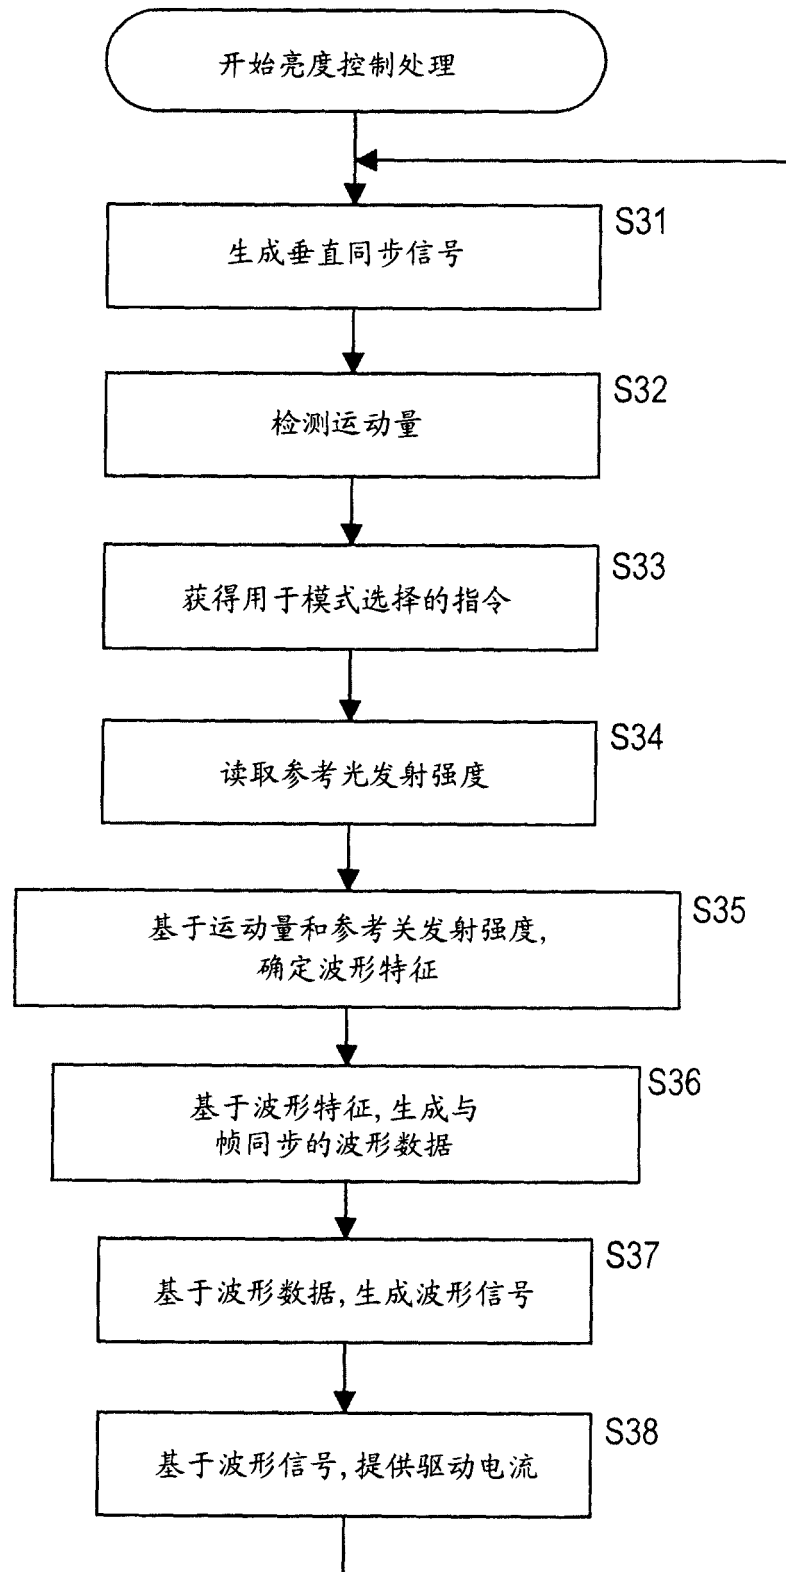 开始亮度控制处理
S31
生成垂直同步信号
S32
检测运动量
S33
获得用于模式选择的指令
S34
读取参考光发射强度
S35
基于运动量和参考关发射强度,
确定波形特征
S36
基于波形特征,生成与
帧同步的波形数据
S37
基于波形数据,生成波形信号
S38
基于波形信号,提供驱动电流